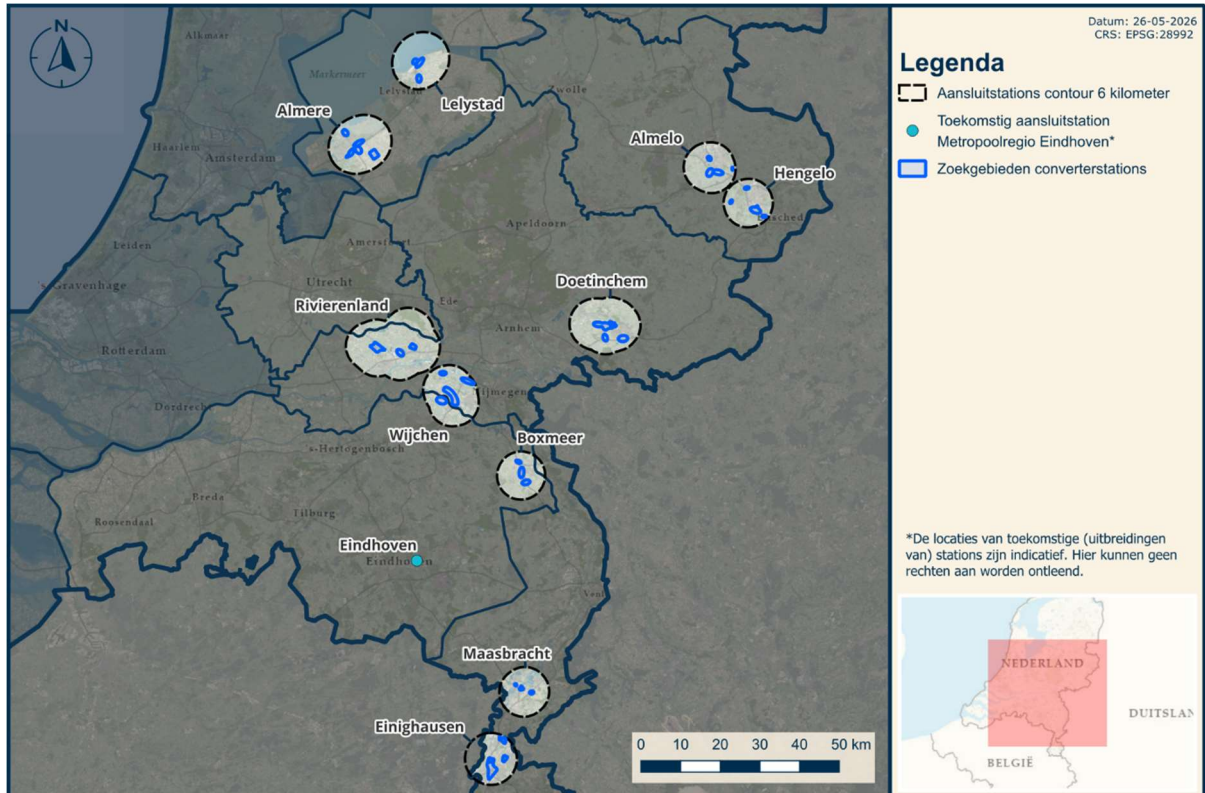 Datum: 26-05-2026
CRS: EPSG:28992
Legenda
Aansluitstations contour 6 kilometer
Toekomstig aansluitstation
Metropoolregio Eindhoven*
Zoekgebieden converterstations
*De locaties van toekomstige (uitbreidingen
van) stations zijn indicatief. Hier kunnen geen
rechten aan worden ontleend.
NEDERLAND
DUITSLAN
BELGIË
N
Alkmaar
Markermeer
Lelystad
Lelystad
Zwolle
Almere
Haarlem
Amsterdam
Almelo
Hengelo
Apeldoorn
Leiden
Amersfoort
's Gravenhage
Utrecht
Doetinchem
Rivierenland
Ede
Arnhem
Rotterdam
Dordrecht
Wijchen
Boxmeer
's-Hertogenbosch
Breda
Tilburg
Roosendaal
Eindhoven
Eindhoven
Maasbracht
Einighausen
0 10 20 30 40 50 km